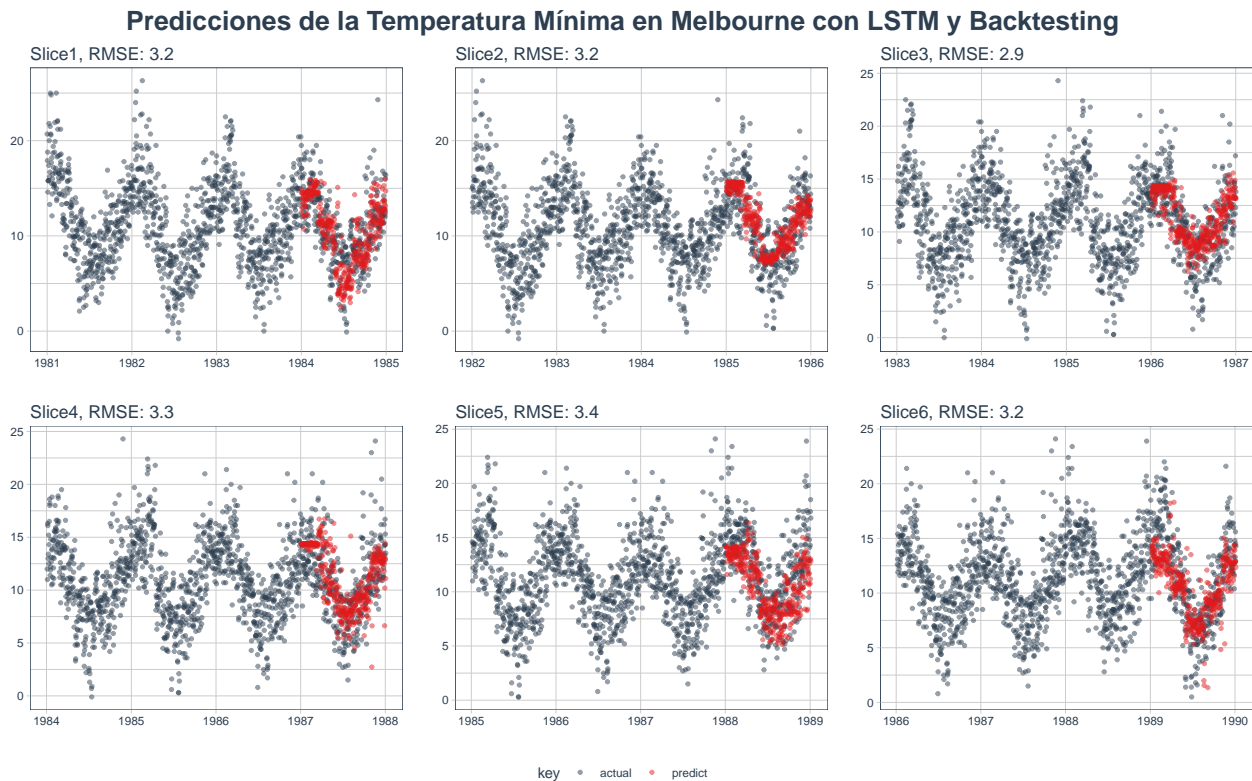 Predicciones de la Temperatura Mínima en Melbourne con LSTM y Backtesting
Slice1, RMSE: 3.2
20
10
0
1981 1982 1983 1984 1985
Slice2, RMSE: 3.2
20
10
0
1982 1983 1984 1985 1986
Slice3, RMSE: 2.9
25
20
15
10
5
0
1983 1984 1985 1986 1987
Slice4, RMSE: 3.3
25
20
15
10
5
0
1984 1985 1986 1987 1988
Slice5, RMSE: 3.4
25
20
15
10
5
0
1985 1986 1987 1988 1989
Slice6, RMSE: 3.2
25
20
15
10
5
0
1986 1987 1988 1989 1990
key actual predict